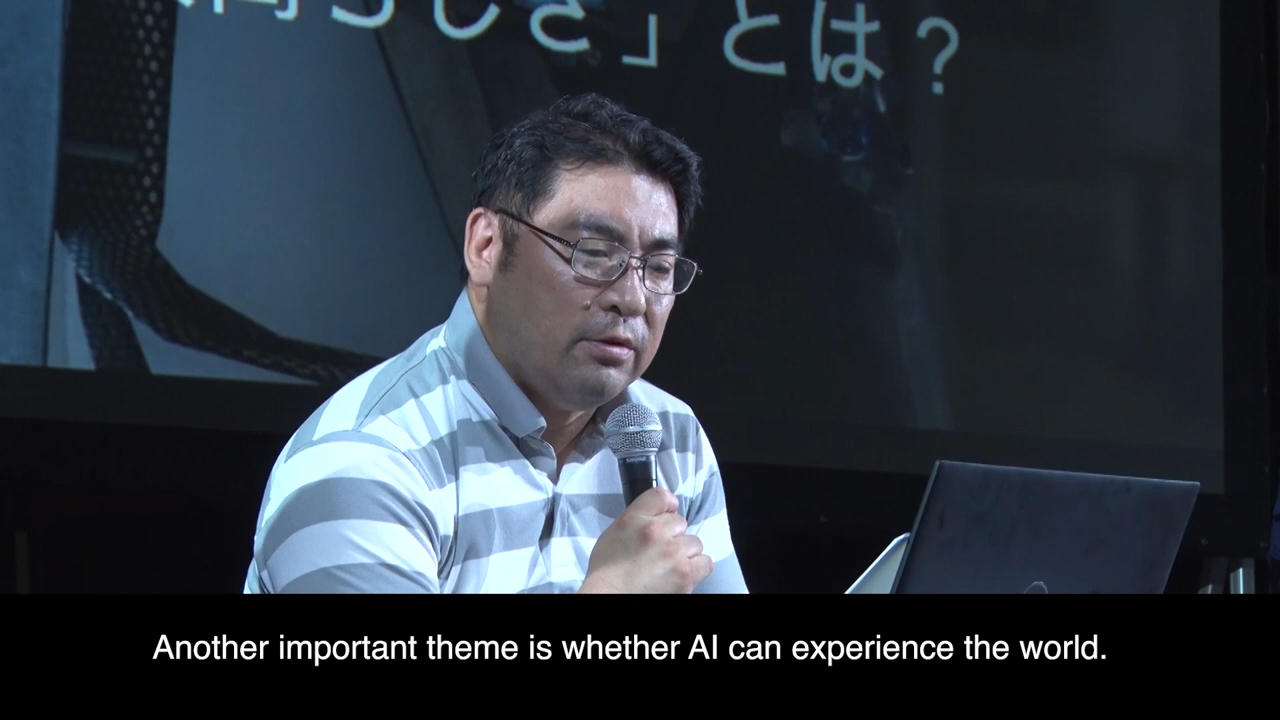 らしさ」とは?
Another important theme is whether AI can experience the world.